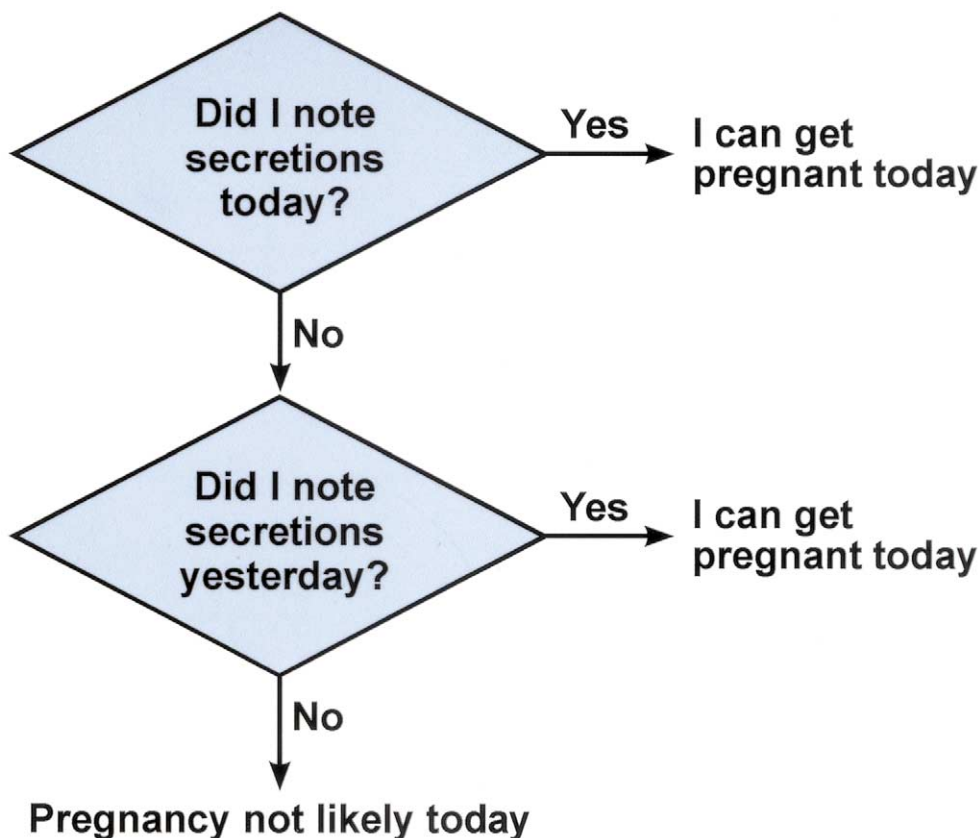 Did I note
secretions
today?
Yes
I can get
pregnant today
No
Did I note
secretions
yesterday?
Yes
I can get
pregnant today
No
Pregnancy not likely today